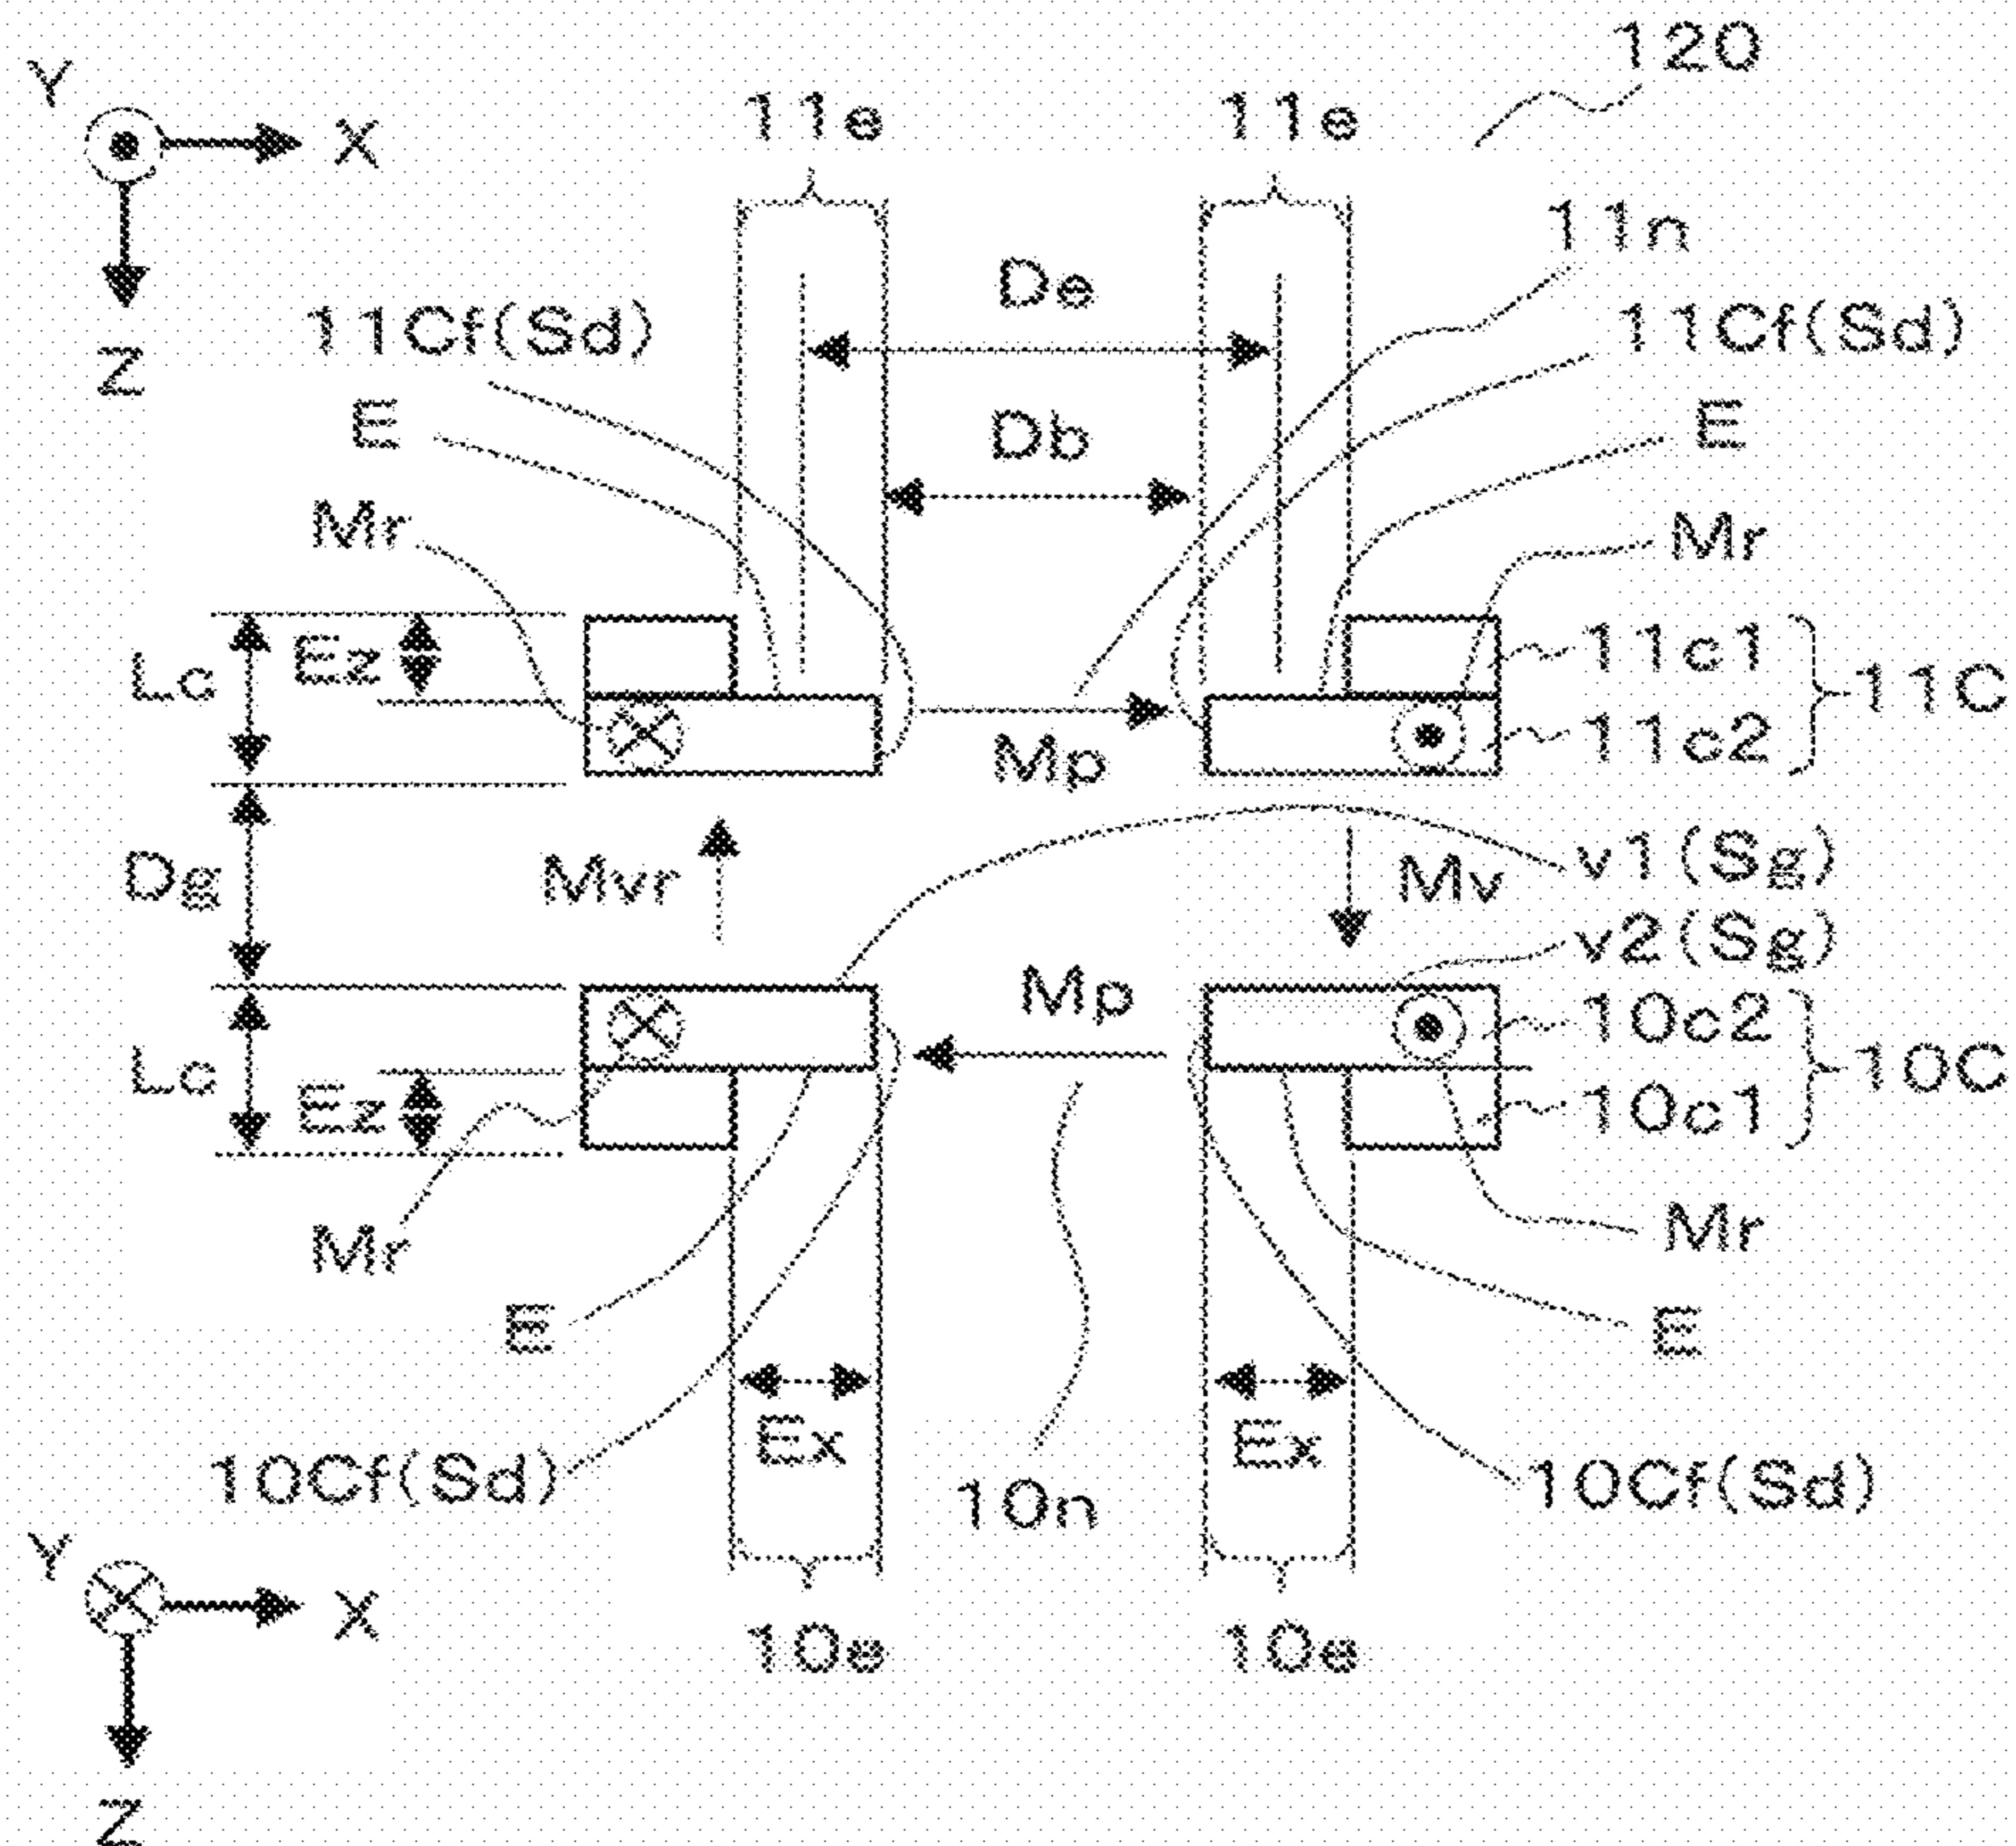 120
Y
11e 11e
X
11n
De
11Cf(Sd) 11Cf(Sd)
Z
E Db E
Mr Mr
Lc Ez 11c1
11C
11c2
Mp
Dg Mvr Mv v1(Sg)
v2(Sg)
Mp
10c2
Lc 10C
Ez 10c1
Mr Mr
E E
Ex Ex
10Cf(Sd) 10n 10Cf(Sd)
Y
X
10e 10e
Z